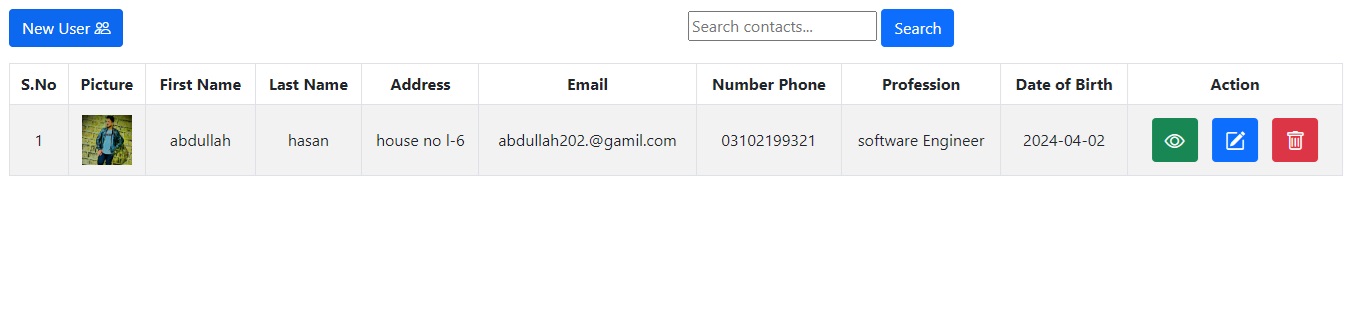 New User
Search contacts... Search
S.No Picture First Name Last Name Address Email Number Phone Profession Date of Birth Action
1 abdullah hasan house no l-6 abdullah202.@gamil.com 03102199321 software Engineer 2024-04-02